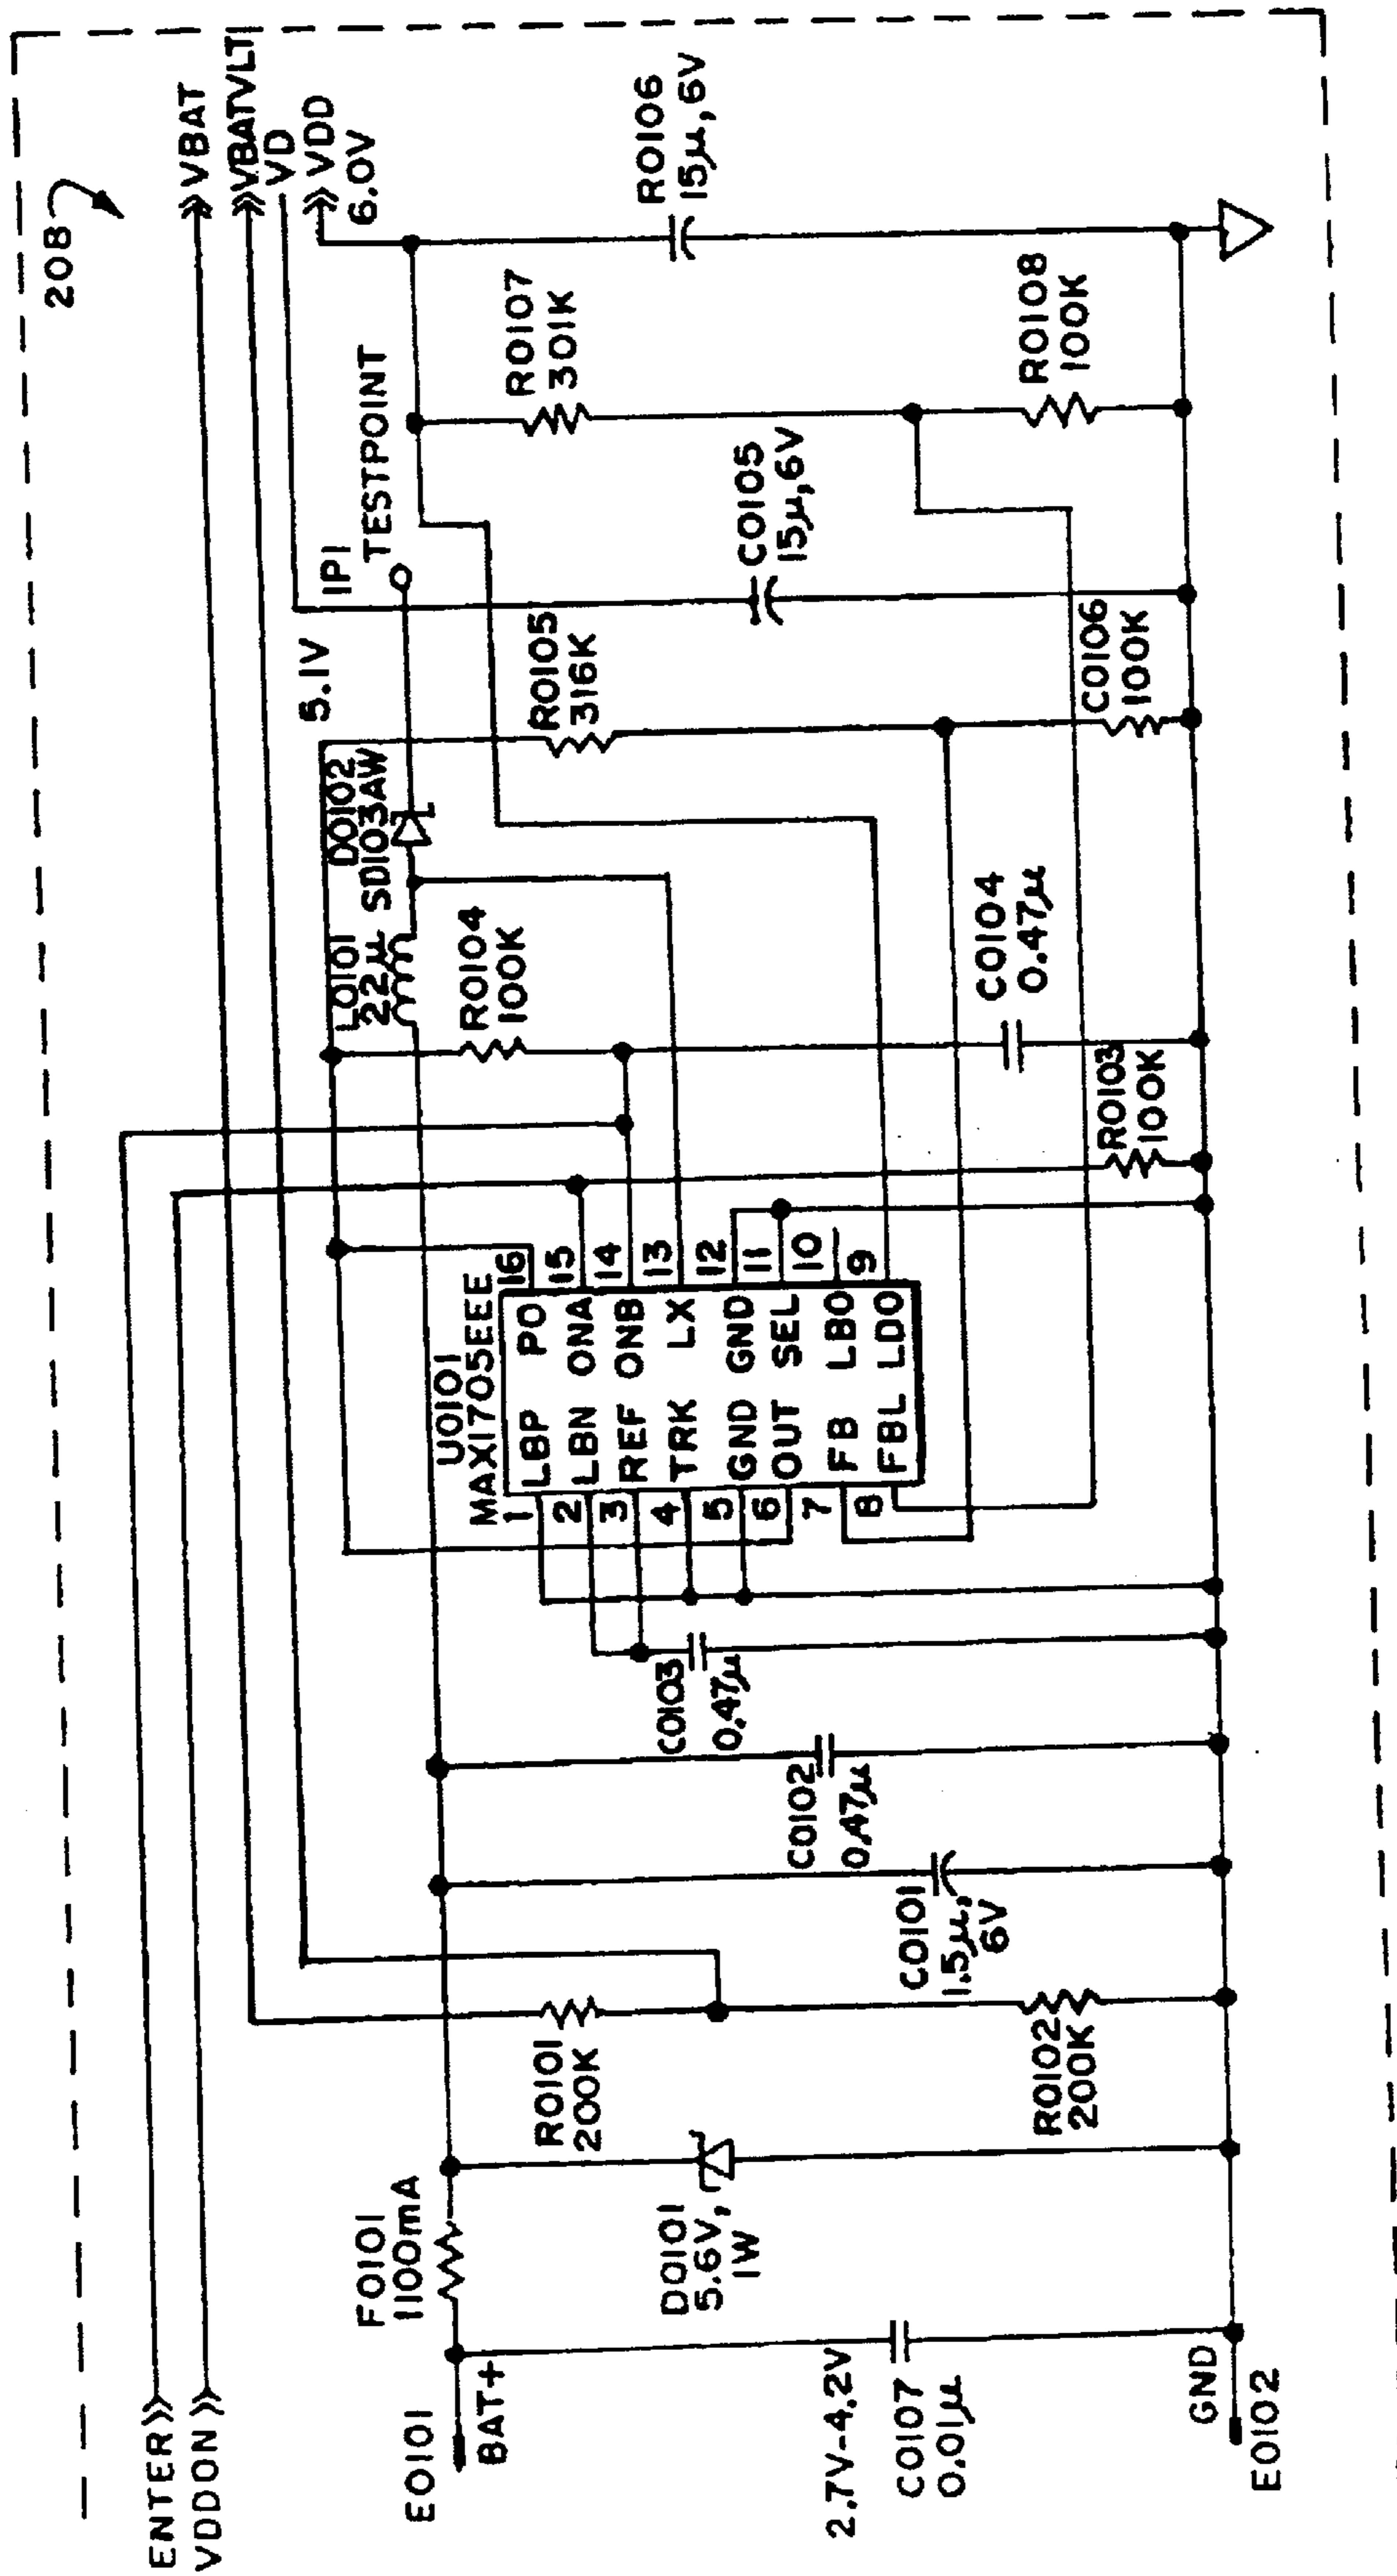 20B
ENTER
VDDON
VBAT
VBATVLTI
VD
VDD
6.0V
E0101
BAT+
F0101
1100mA
2.7V-4.2V
C0107
0.01µ
GND
E0102
D0101
5.6V,
1W
R0101
200K
R0102
200K
C0101
1.5µ,
6V
C0102
0.47µ
C0103
0.47µ
U0101
MAX1705EEE
1 LBP PO 16
2 LBN ONA 15
3 REF ONB 14
4 TRK LX 13
5 GND GND 12
6 OUT SEL 11
7 FB LBO 10
8 FBL LDO 9
R0103
100K
R0104
100K
C0104
0.47µ
L0101
22µ
D0102
SD103AW
5.1V
1P1
TESTPOINT
R0105
316K
C0106
100K
C0105
15µ,6V
R0107
301K
R0108
100K
R0106
15µ,6V